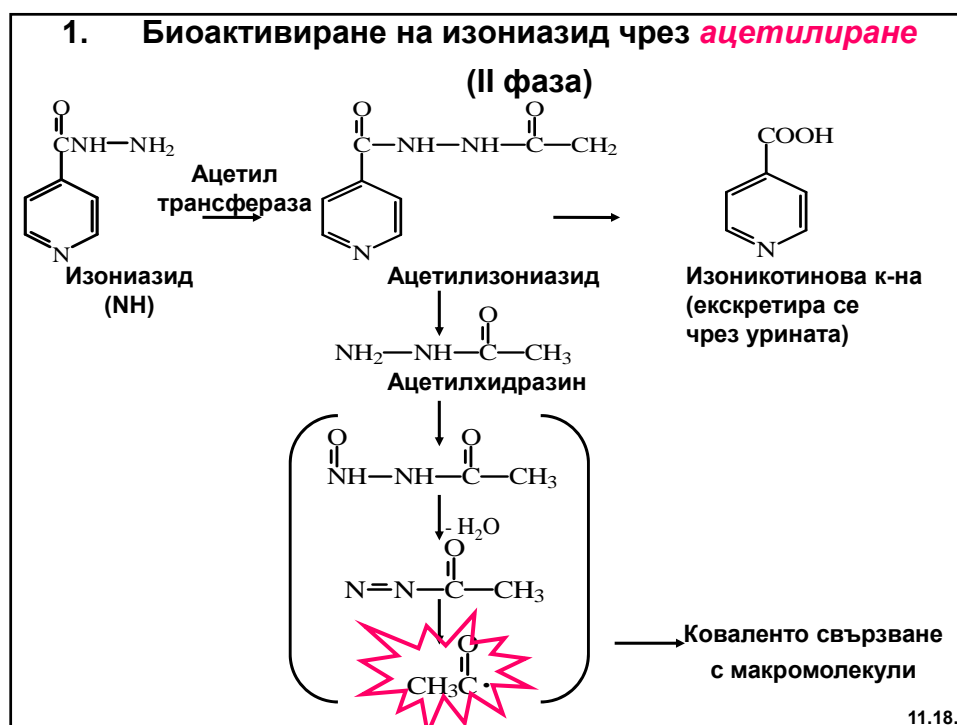 1. Биоактивиране на изониазид чрез ацетилиране
(II фаза)
O
CNH—NH₂
N
Изониазид
(NH)
Ацетил
трансфераза
O
C—NH—NH—C—CH₂
O
N
Ацетилизониазид
COOH
N
Изоникотинова к-на
(екскретира се
чрез урината)
O
NH₂—NH—C—CH₃
Ацетилхидразин
O O
NH—NH—C—CH₃
- H₂O
O
N=N—C—CH₃
O
CH3C·
Коваленто свързване
с макромолекули
11.18.